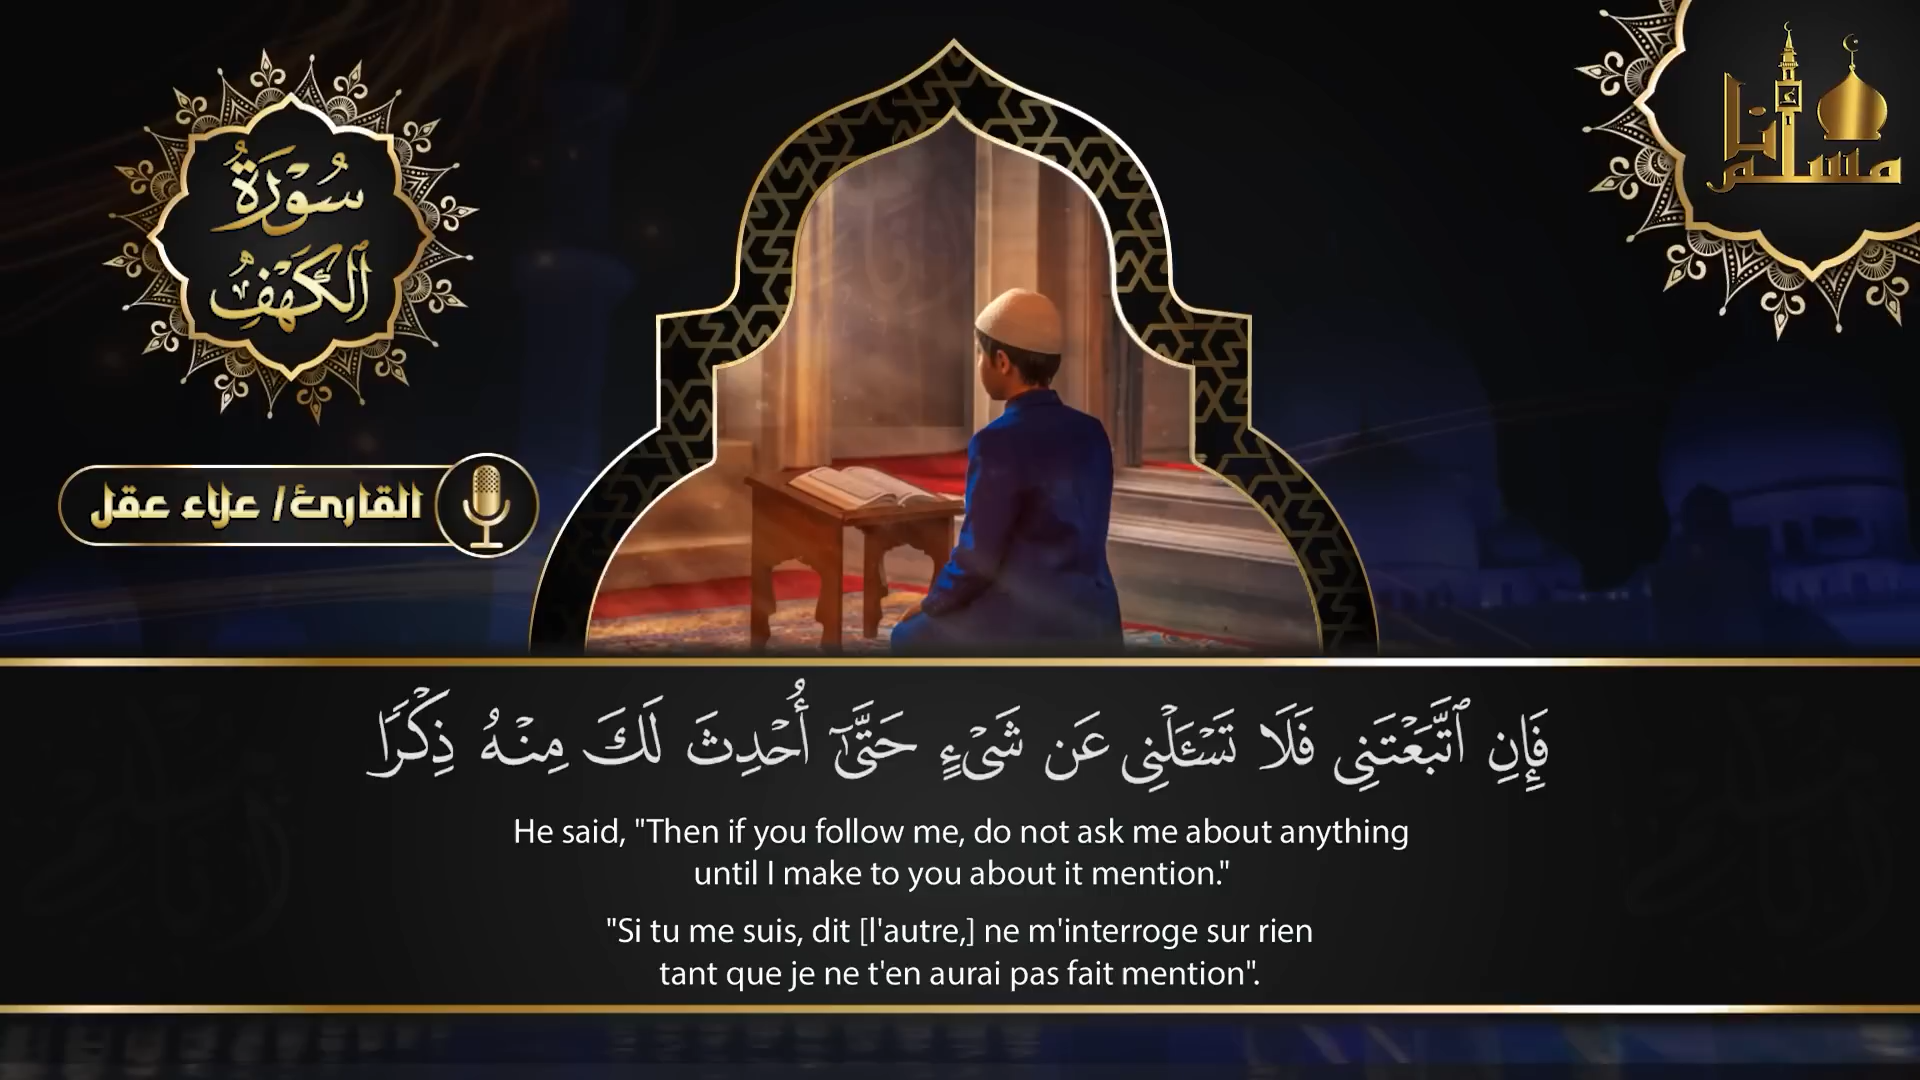 سُورَةُ
ٱلْكَهْفِ
أنا
مسلم
القارئ/ علاء عقل
فَإِنِ ٱتَّبَعْتَنِى فَلَا تَسْـَٔلْنِى عَن شَىْءٍ حَتَّىٰٓ أُحْدِثَ لَكَ مِنْهُ ذِكْرًا
He said, "Then if you follow me, do not ask me about anything
until I make to you about it mention."
"Si tu me suis, dit [l'autre,] ne m'interroge sur rien
tant que je ne t'en aurai pas fait mention".